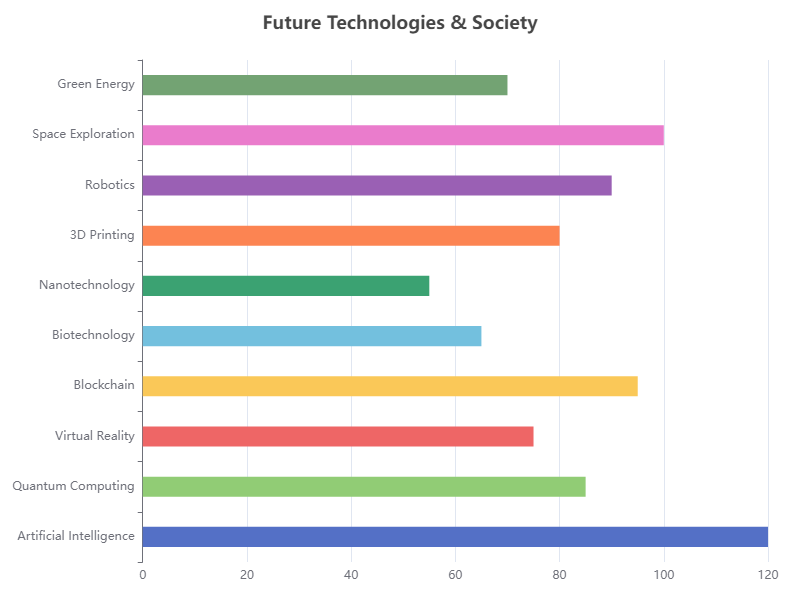 Future Technologies & Society
Green Energy
Space Exploration
Robotics
3D Printing
Nanotechnology
Biotechnology
Blockchain
Virtual Reality
Quantum Computing
Artificial Intelligence
0 20 40 60 80 100 120